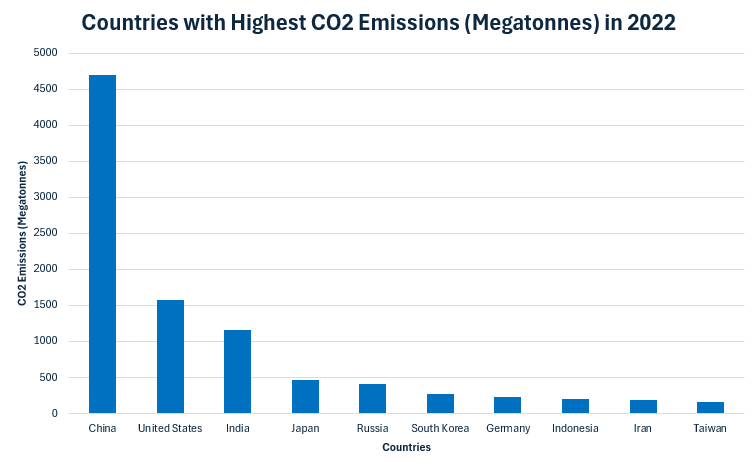 Countries with Highest CO2 Emissions (Megatonnes) in 2022
CO2 Emissions (Megatonnes)
5000
4500
4000
3500
3000
2500
2000
1500
1000
500
0
China United States India Japan Russia South Korea Germany Indonesia Iran Taiwan
Countries